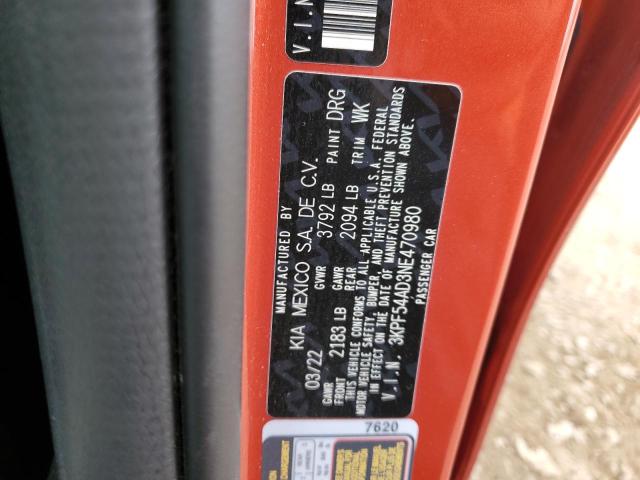 V.I.N
MANUFACTURED BY
KIA MEXICO S.A. DE C.V.
03/22 GVWR 3792 LB PAINT DRG
GAWR FRONT 2183 LB GAWR REAR 2094 LB TRIM WK
THIS VEHICLE CONFORMS TO ALL APPLICABLE U.S.A. FEDERAL
MOTOR VEHICLE SAFETY, BUMPER, AND THEFT PREVENTION STANDARDS
IN EFFECT ON THE DATE OF MANUFACTURE SHOWN ABOVE.
V.I.N. 3KPF54AD3NE470980
PASSENGER CAR
7620